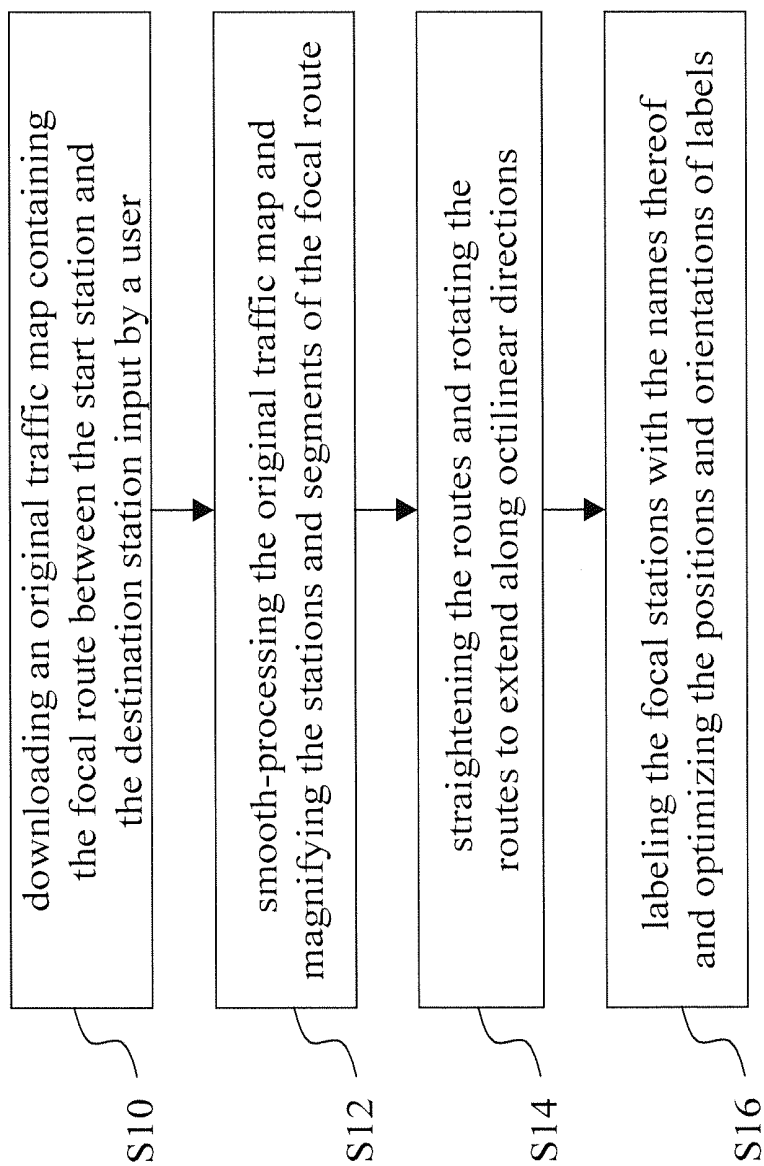 downloading an original traffic map containing
the focal route between the start station and
the destination station input by a user
S10
smooth-processing the original traffic map and
magnifying the stations and segments of the focal route
S12
straightening the routes and rotating the
routes to extend along octilinear directions
S14
labeling the focal stations with the names thereof
and optimizing the positions and orientations of labels
S16